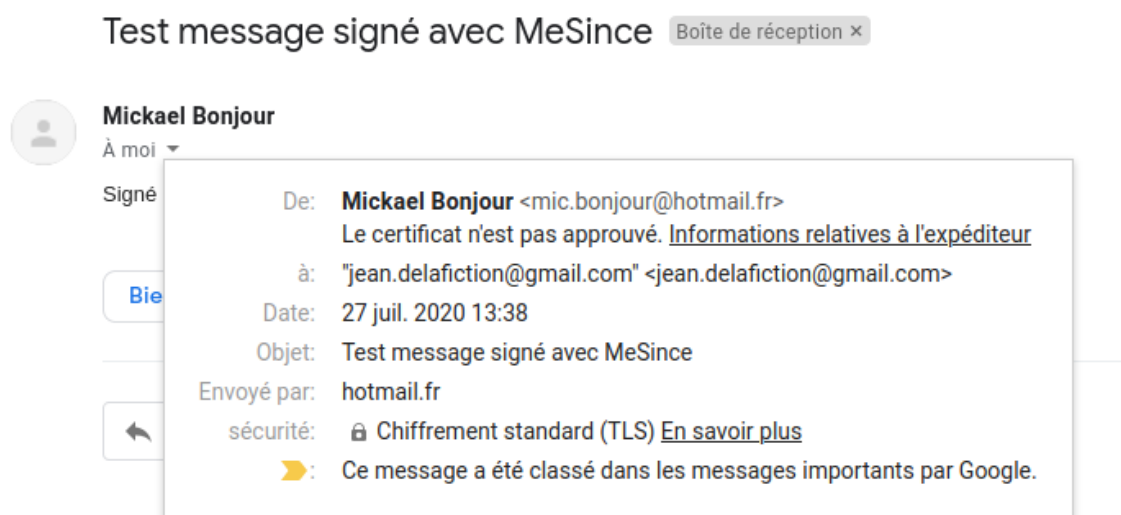 Test message signé avec MeSince Boîte de réception ×
Mickael Bonjour
À moi
Signé
De: Mickael Bonjour <mic.bonjour@hotmail.fr>
Le certificat n'est pas approuvé. Informations relatives à l'expéditeur
à: "jean.delafiction@gmail.com" <jean.delafiction@gmail.com>
Bie
Date: 27 juil. 2020 13:38
Objet: Test message signé avec MeSince
Envoyé par: hotmail.fr
sécurité: Chiffrement standard (TLS) En savoir plus
: Ce message a été classé dans les messages importants par Google.